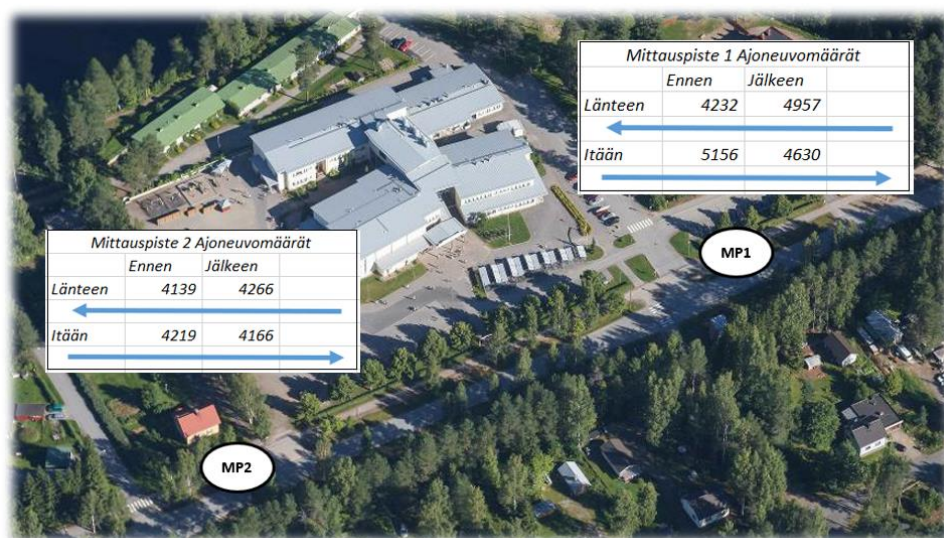 Mittauspiste 1 Ajoneuvomäärät
Ennen Jälkeen
Länteen 4232 4957
Itään 5156 4630
MP1
Mittauspiste 2 Ajoneuvomäärät
Ennen Jälkeen
Länteen 4139 4266
Itään 4219 4166
MP2